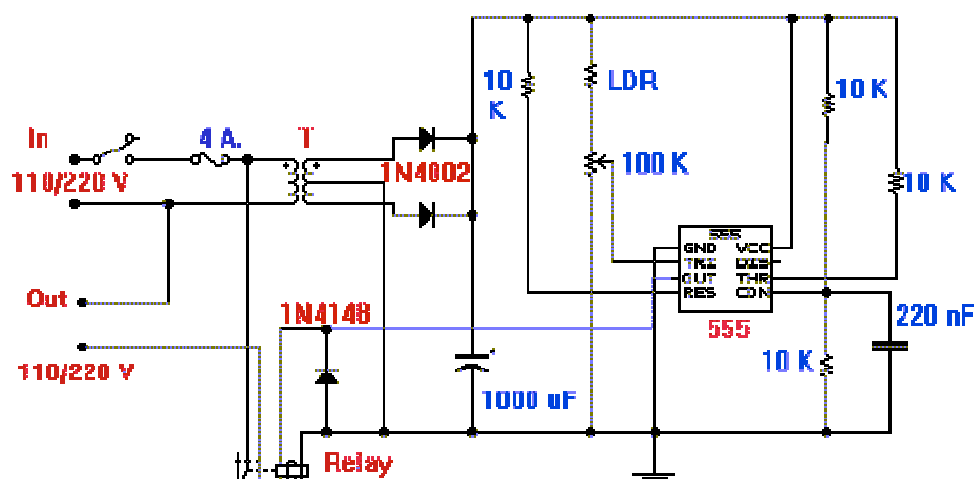 In
110/220 V
4 A.
T
1N4002
10
K
LDR
100 K
10 K
10 K
555
GND VCC
TRI DIS
OUT THR
RES CON
555
220 nF
10 K
Out
110/220 V
1N4148
1000 uF
Relay